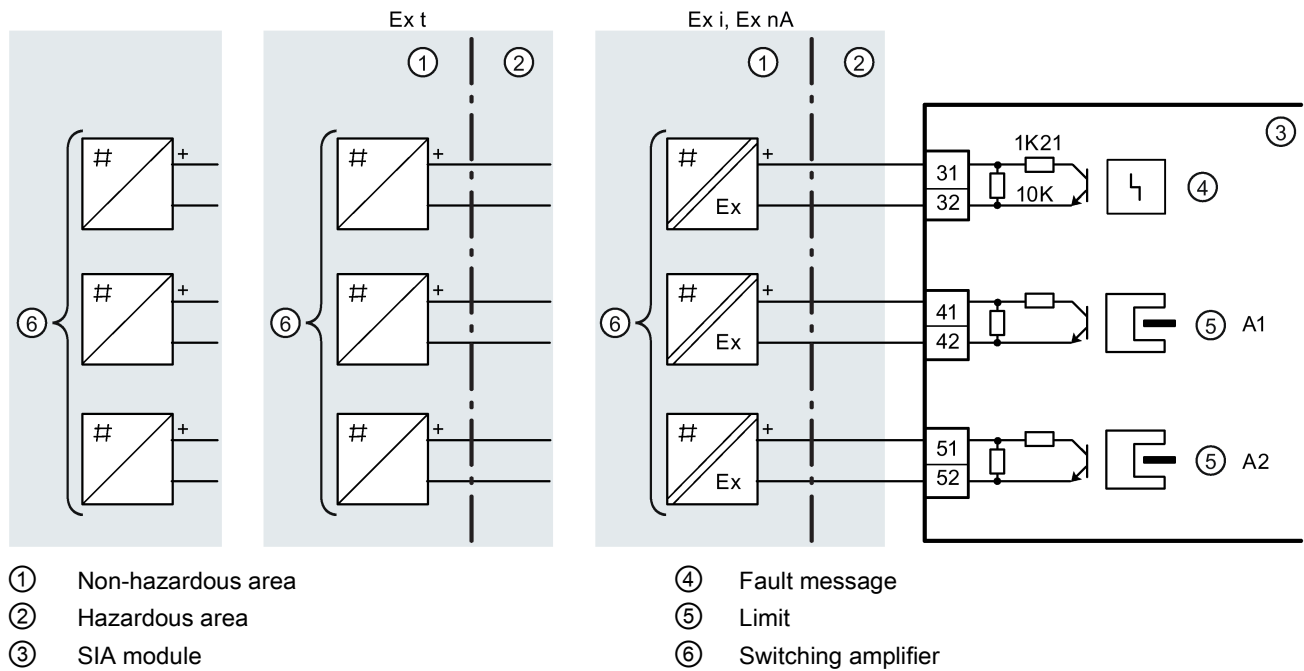 Ex t
Ex i, Ex nA
① ② ① ② ③
# + # + # Ex + 31 32 1K21 10K ④
⑥ # + ⑥ # + ⑥ # Ex + 41 42 ⑤ A1
# + # + # Ex + 51 52 ⑤ A2
① Non-hazardous area
② Hazardous area
③ SIA module
④ Fault message
⑤ Limit
⑥ Switching amplifier